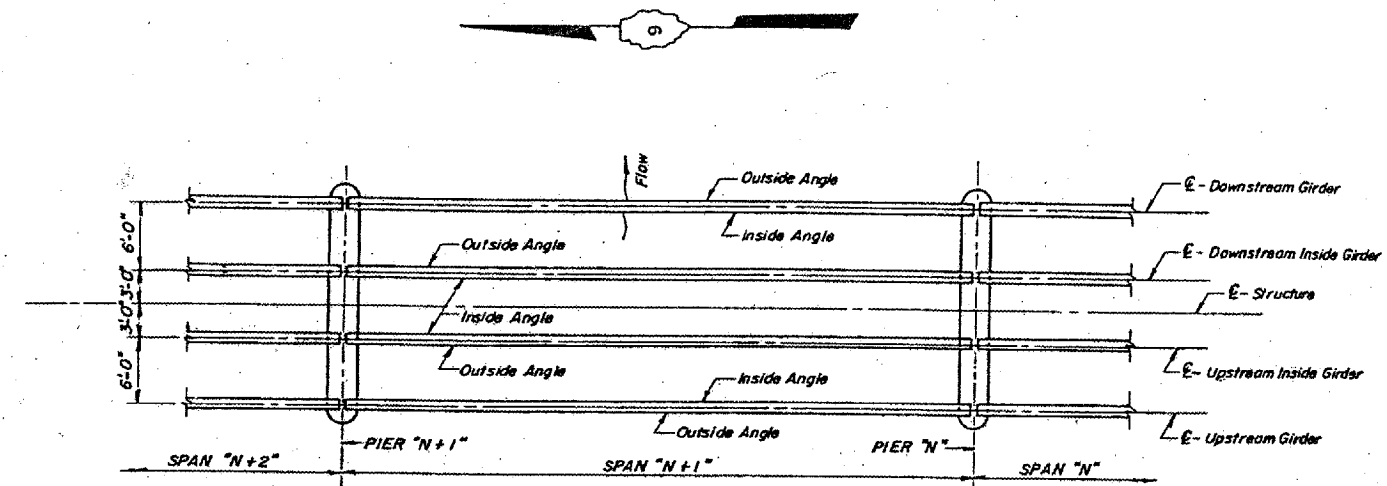 6
Flow
Outside Angle
Inside Angle
℄ - Downstream Girder
Outside Angle
℄ - Downstream Inside Girder
℄ - Structure
Inside Angle
Outside Angle
℄ - Upstream Inside Girder
Inside Angle
Outside Angle
℄ - Upstream Girder
6'-0"
3'-0"
3'-0"
6'-0"
PIER "N+1"
PIER "N"
SPAN "N+2"
SPAN "N+1"
SPAN "N"